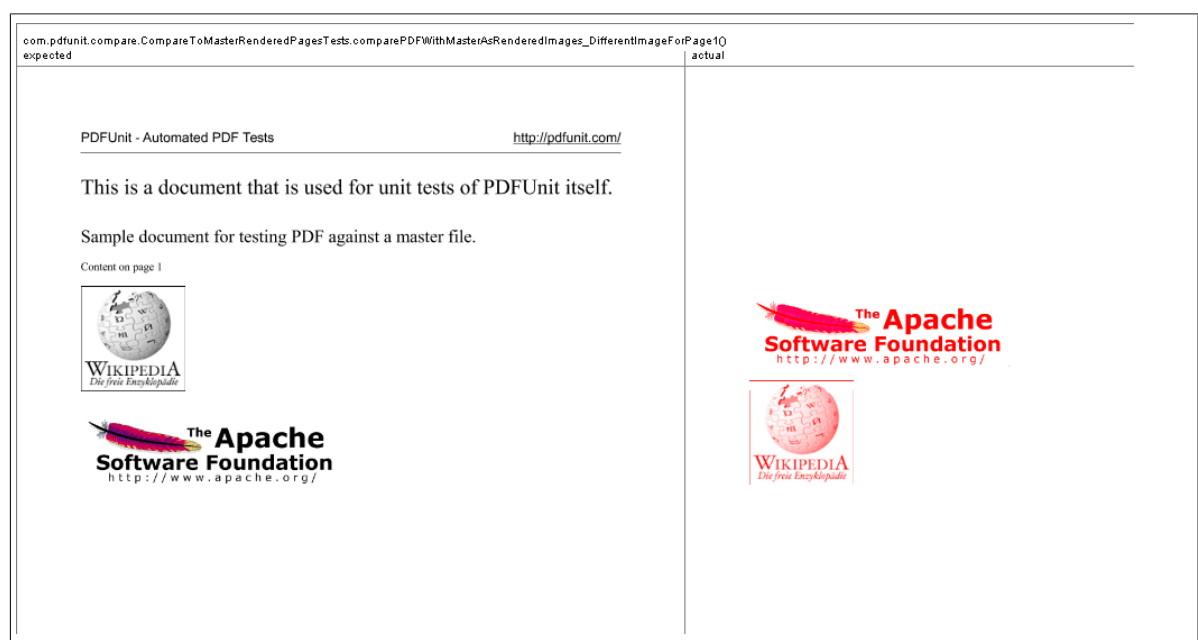 com.pdfunit.compare.CompareToMasterRenderedPagesTests.comparePDFWithMasterAsRenderedImages_DifferentImageForPage1()
expected
actual
PDFUnit - Automated PDF Tests
http://pdfunit.com/
This is a document that is used for unit tests of PDFUnit itself.
Sample document for testing PDF against a master file.
Content on page 1
WIKIPEDIA
Die freie Enzyklopädie
The Apache
Software Foundation
http://www.apache.org/
The Apache
Software Foundation
http://www.apache.org/
WIKIPEDIA
Die freie Enzyklopädie